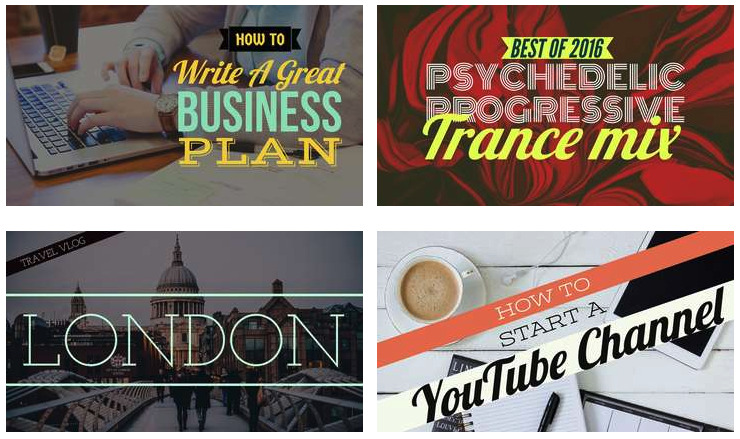 HOW TO
Write A Great
BUSINESS
PLAN
BEST OF 2016
PSYCHEDELIC
PROGRESSIVE
Trance mix
TRAVEL VLOG
LONDON
HOW TO
START A
YouTube Channel